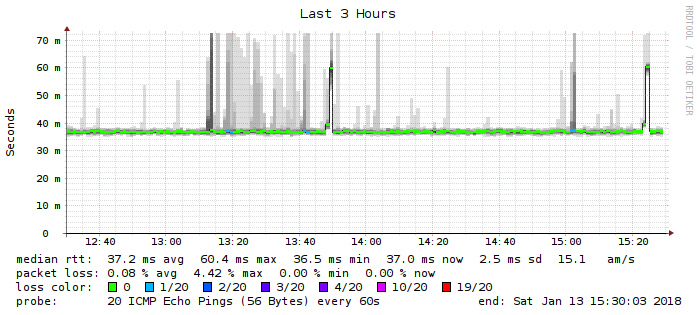 Last 3 Hours
RRDTOOL / TOBI OETIKER
Seconds
70 m
60 m
50 m
40 m
30 m
20 m
10 m
0
12:40 13:00 13:20 13:40 14:00 14:20 14:40 15:00 15:20
median rtt: 37.2 ms avg 60.4 ms max 36.5 ms min 37.0 ms now 2.5 ms sd 15.1 am/s
packet loss: 0.08 % avg 4.42 % max 0.00 % min 0.00 % now
loss color: 0 1/20 2/20 3/20 4/20 10/20 19/20
probe: 20 ICMP Echo Pings (56 Bytes) every 60s end: Sat Jan 13 15:30:03 2018